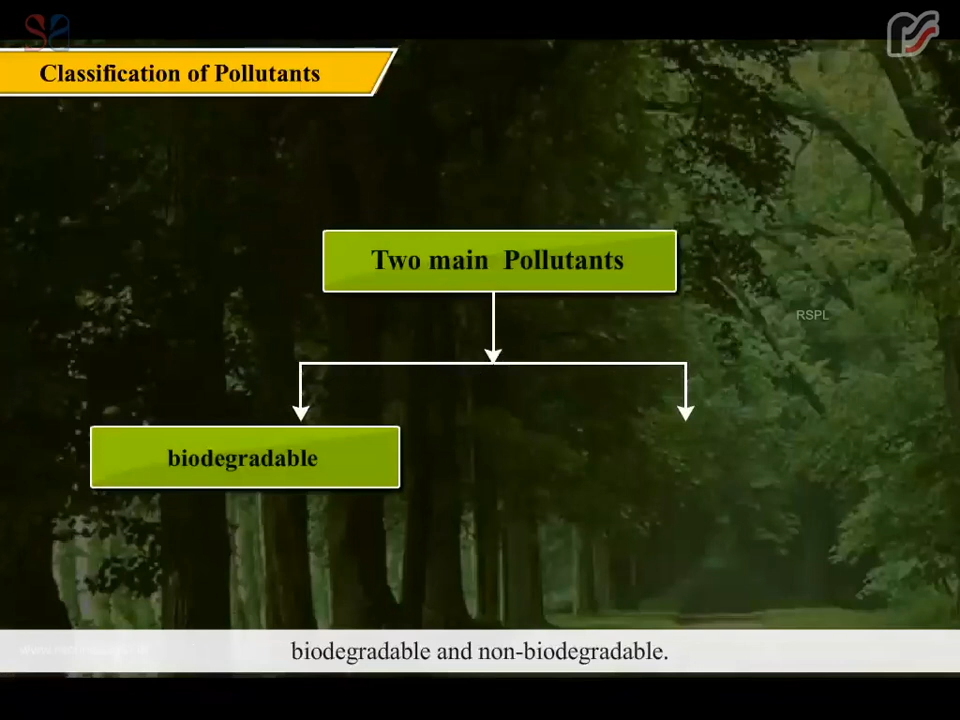 Classification of Pollutants
Two main Pollutants
RSPL
biodegradable
biodegradable and non-biodegradable.